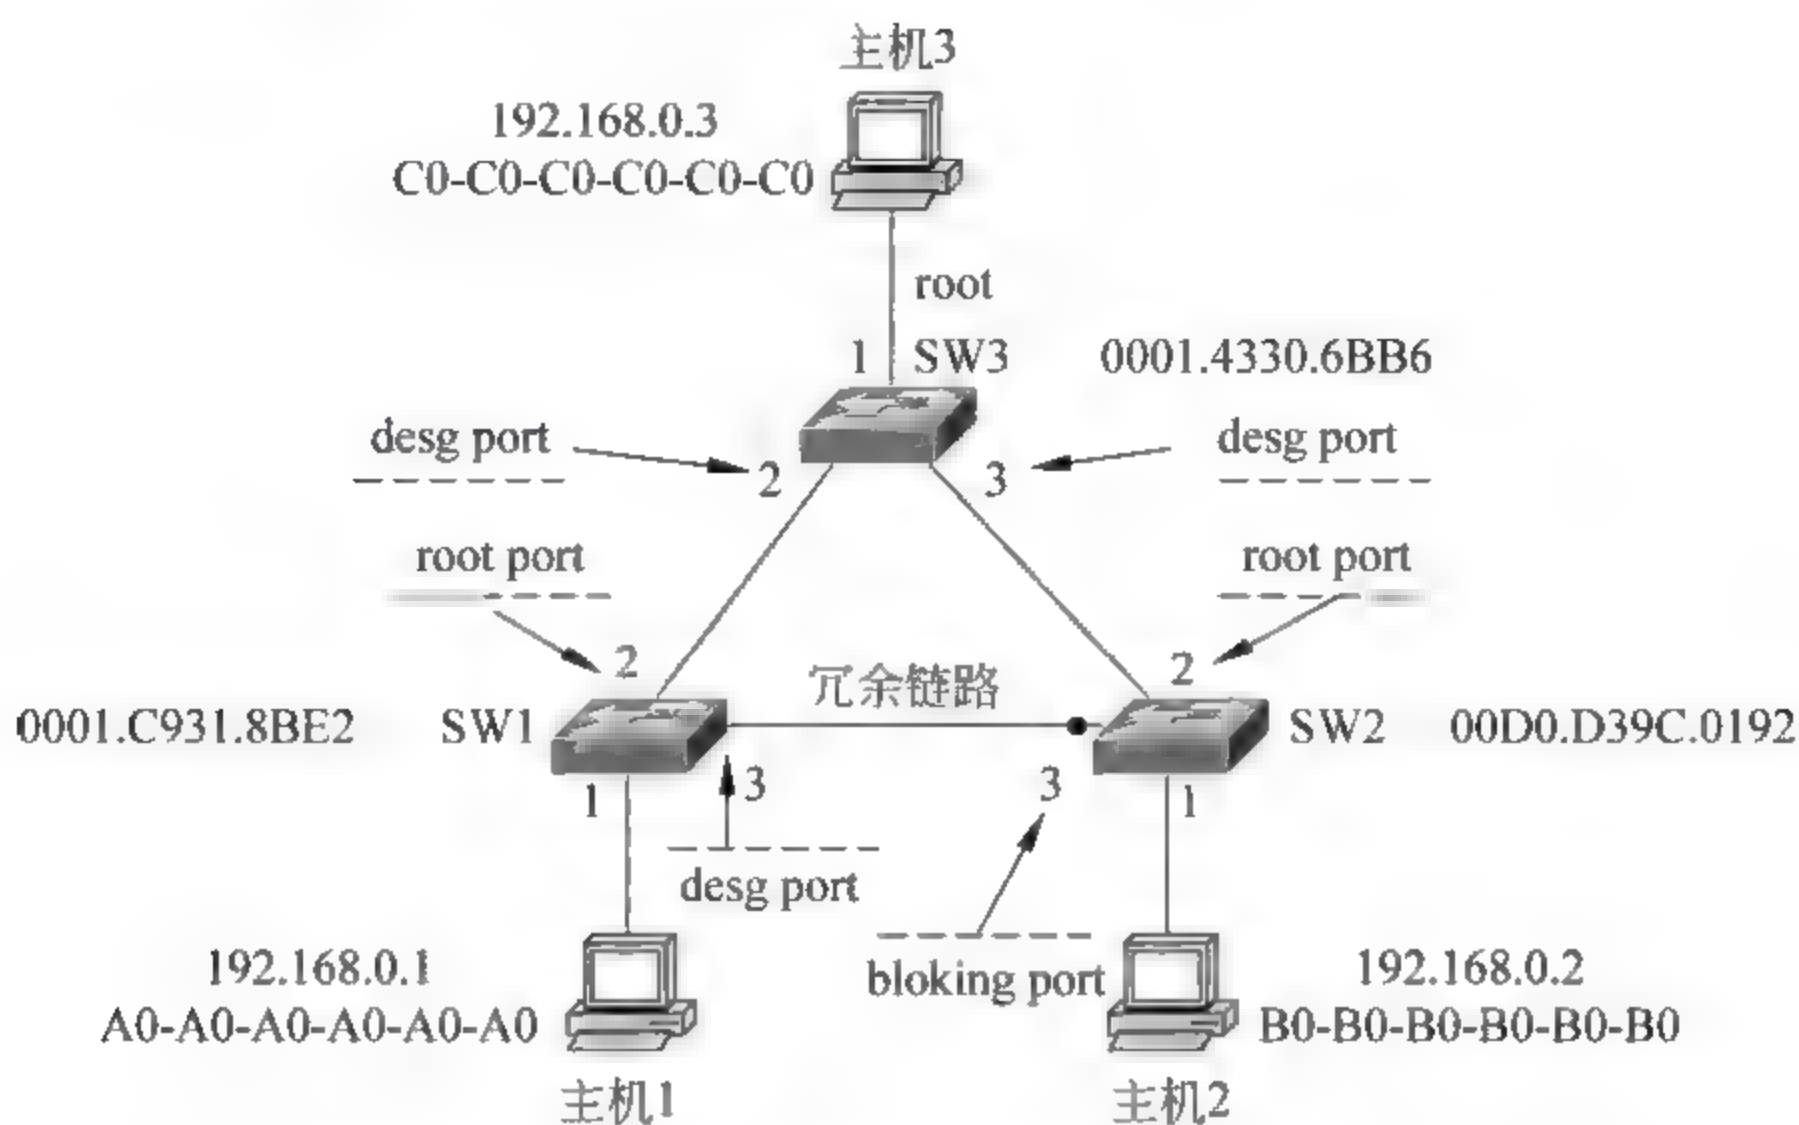 主机3
192.168.0.3
C0-C0-C0-C0-C0-C0
root
1 SW3 0001.4330.6BB6
desg port
desg port
2
3
root port
root port
2
冗余链路
2
0001.C931.8BE2 SW1
SW2 00D0.D39C.0192
1
3
3
1
desg port
bloking port
192.168.0.1
192.168.0.2
A0-A0-A0-A0-A0-A0
B0-B0-B0-B0-B0-B0
主机1
主机2